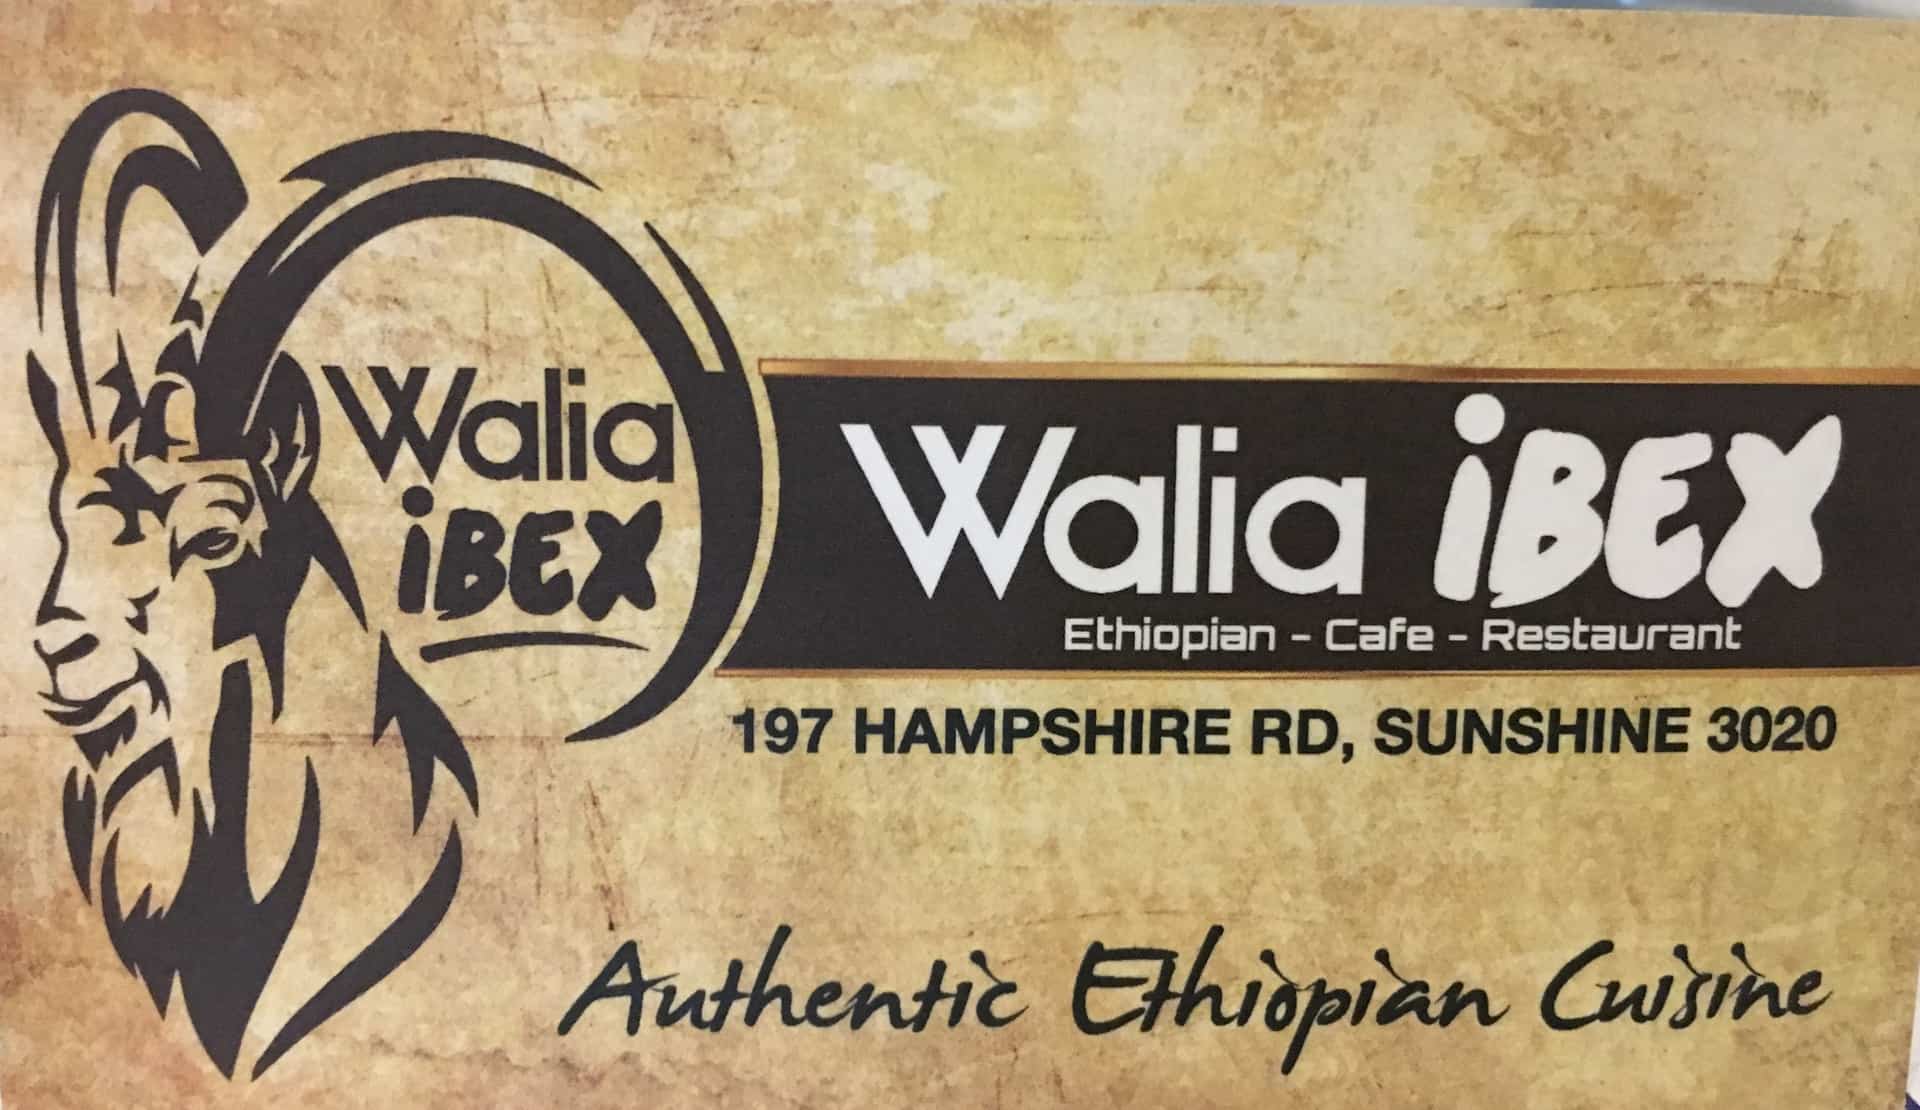 Walia
iBEX
Walia iBEX
Ethiopian - Cafe - Restaurant
197 HAMPSHIRE RD, SUNSHINE 3020
Authentic Ethiopian Cuisine